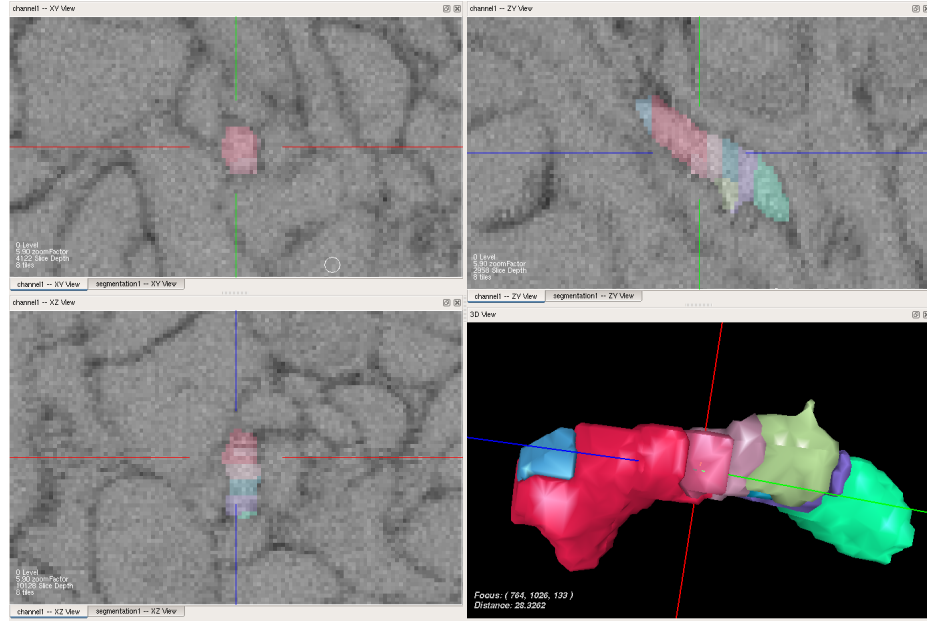 channel1 -- XY View
0 Level
5.90 zoomFactor
4122 Slice Depth
8 tiles
channel1 -- XY View
segmentation1 -- XY View
channel1 -- ZY View
0 Level
5.90 zoomFactor
2958 Slice Depth
8 tiles
channel1 -- ZY View
segmentation1 -- ZY View
channel1 -- XZ View
0 Level
5.90 zoomFactor
10128 Slice Depth
8 tiles
channel1 -- XZ View
segmentation1 -- XZ View
3D View
Focus: ( 764, 1026, 133 )
Distance: 28.3262